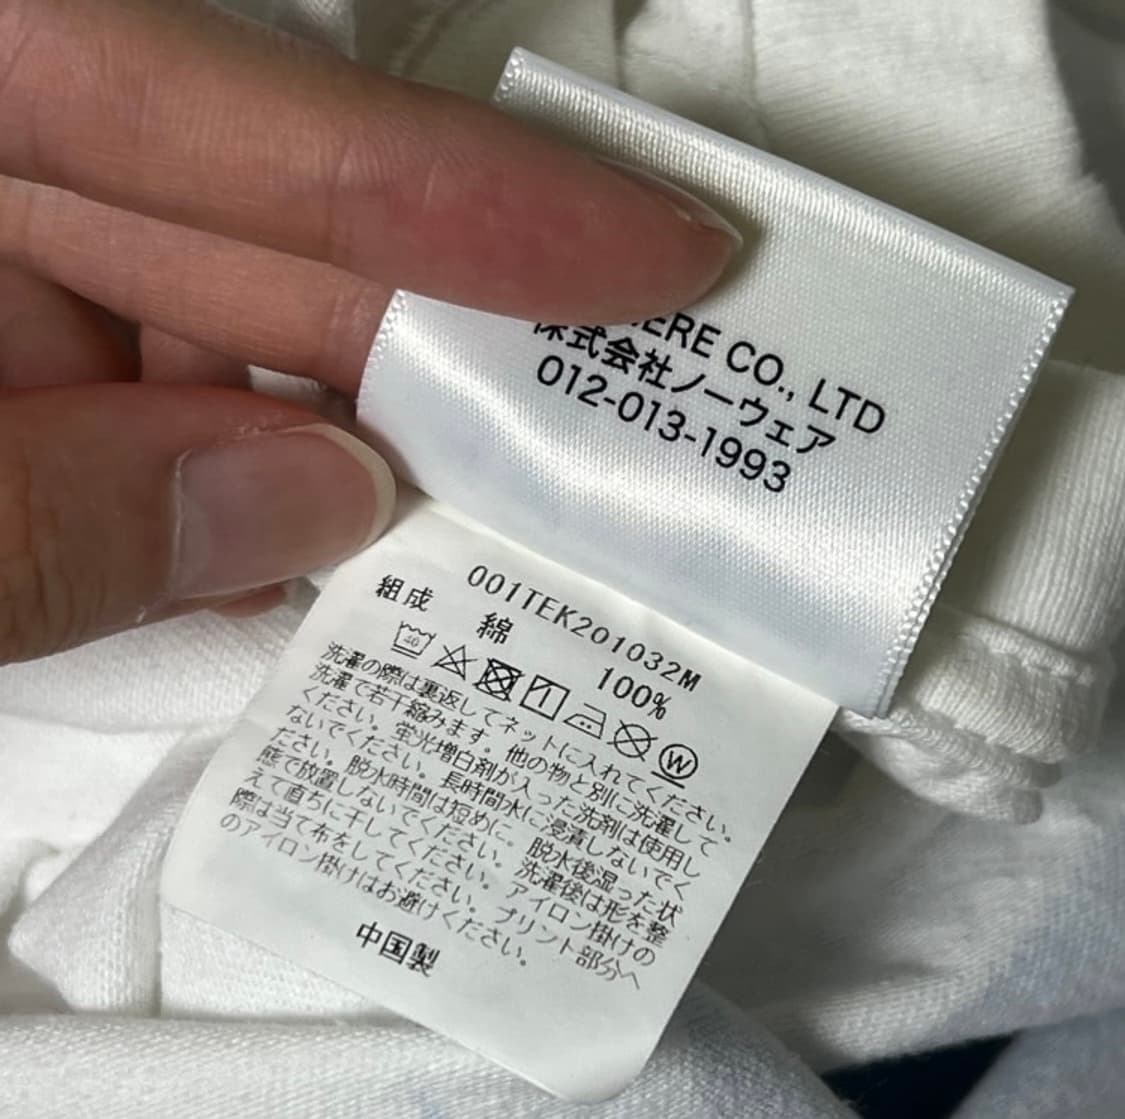 ERE CO., LTD
株式会社ノーウェア
012-013-1993
001TEK201032M
組成 綿 100%
40
W
洗濯の際は裏返してネットに入れてください。
洗濯で若干縮みます。他の物と別に洗濯して
ください。蛍光増白剤が入った洗剤は使用し
ないでください。長時間水に浸漬しないでく
ださい。脱水時間は短めに。脱水後湿った状
態で放置しないでください。洗濯後は形を整
えて直ちに干してください。アイロン掛けの
際は当て布をしてください。プリント部分へ
のアイロン掛けはお避けください。
中国製